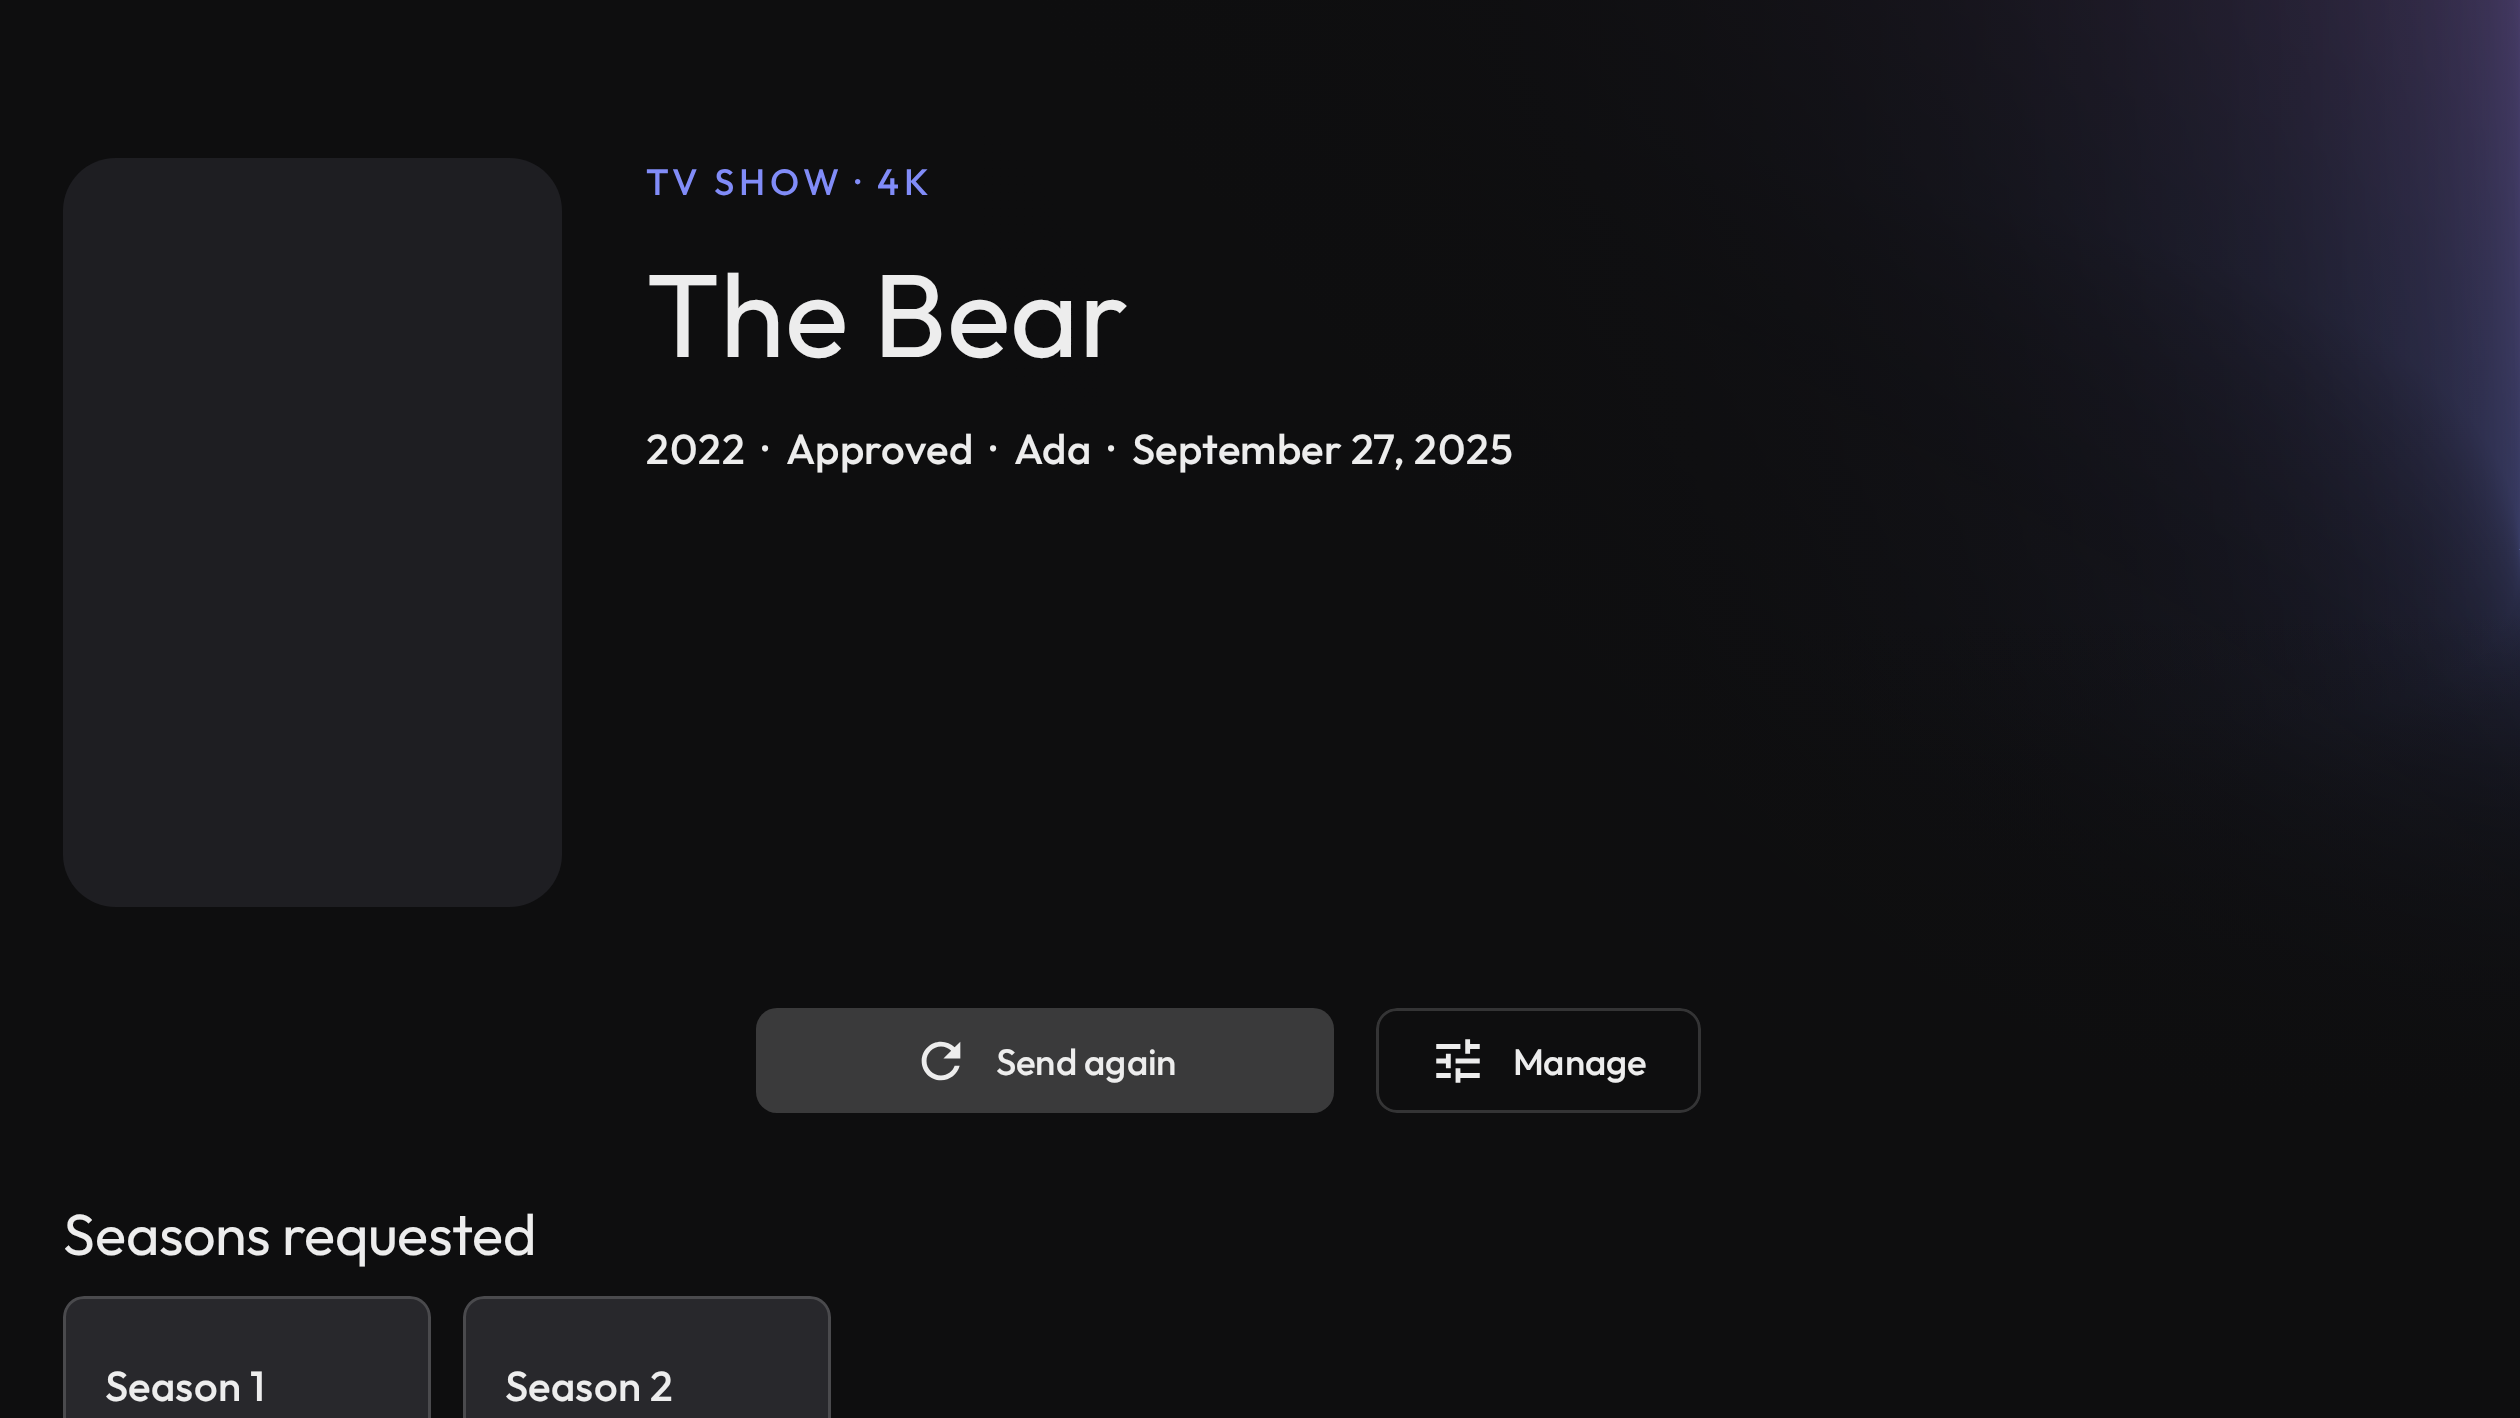 TV SHOW · 4K
The Bear
2022 · Approved · Ada · September 27, 2025
Send again
Manage
Seasons requested
Season 1
Season 2